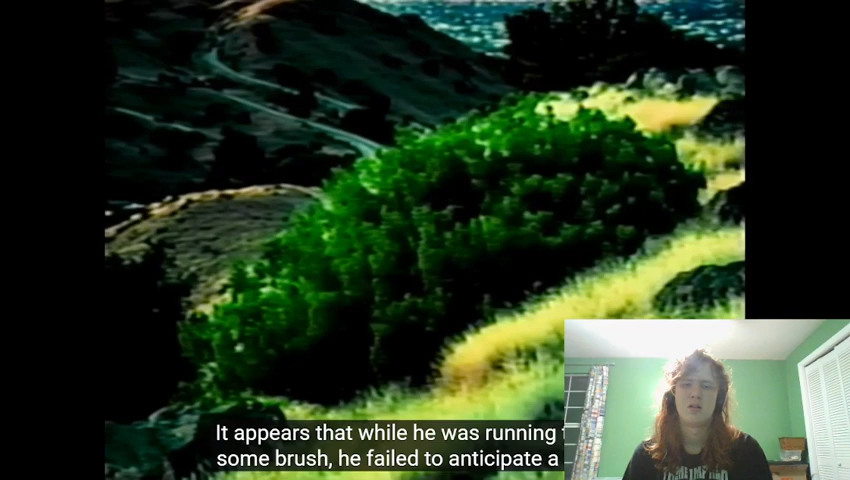 It appears that while he was running
some brush, he failed to anticipate a